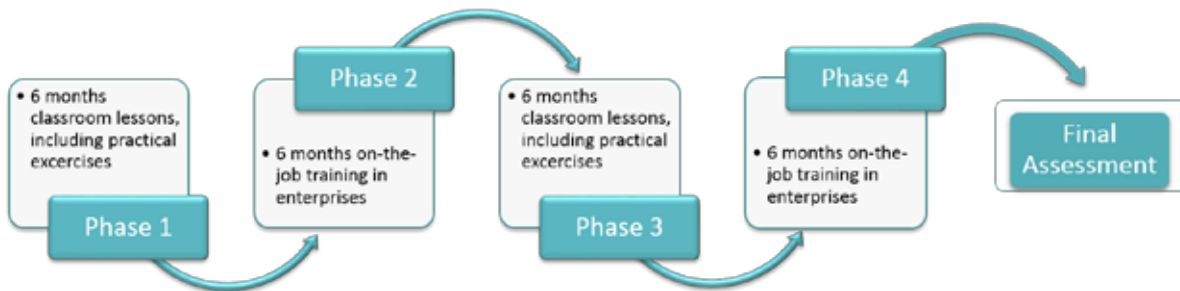 • 6 months
classroom lessons,
including practical
excercises
Phase 1
Phase 2
• 6 months on-the-
job training in
enterprises
• 6 months
classroom lessons,
including practical
excercises
Phase 3
Phase 4
• 6 months on-the-
job training in
enterprises
Final
Assessment